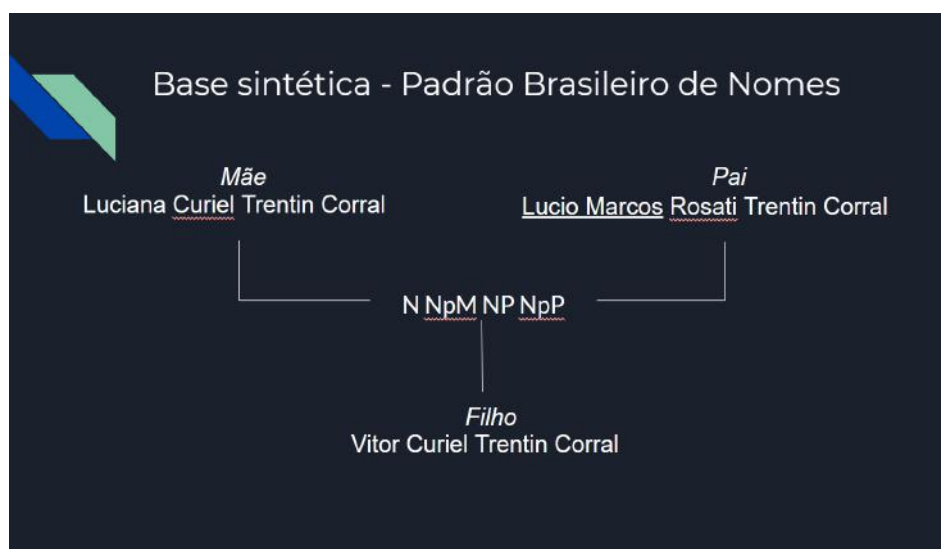 Base sintética - Padrão Brasileiro de Nomes
Mãe
Luciana Curiel Trentin Corral
Pai
Lucio Marcos Rosati Trentin Corral
N NpM NP NpP
Filho
Vitor Curiel Trentin Corral